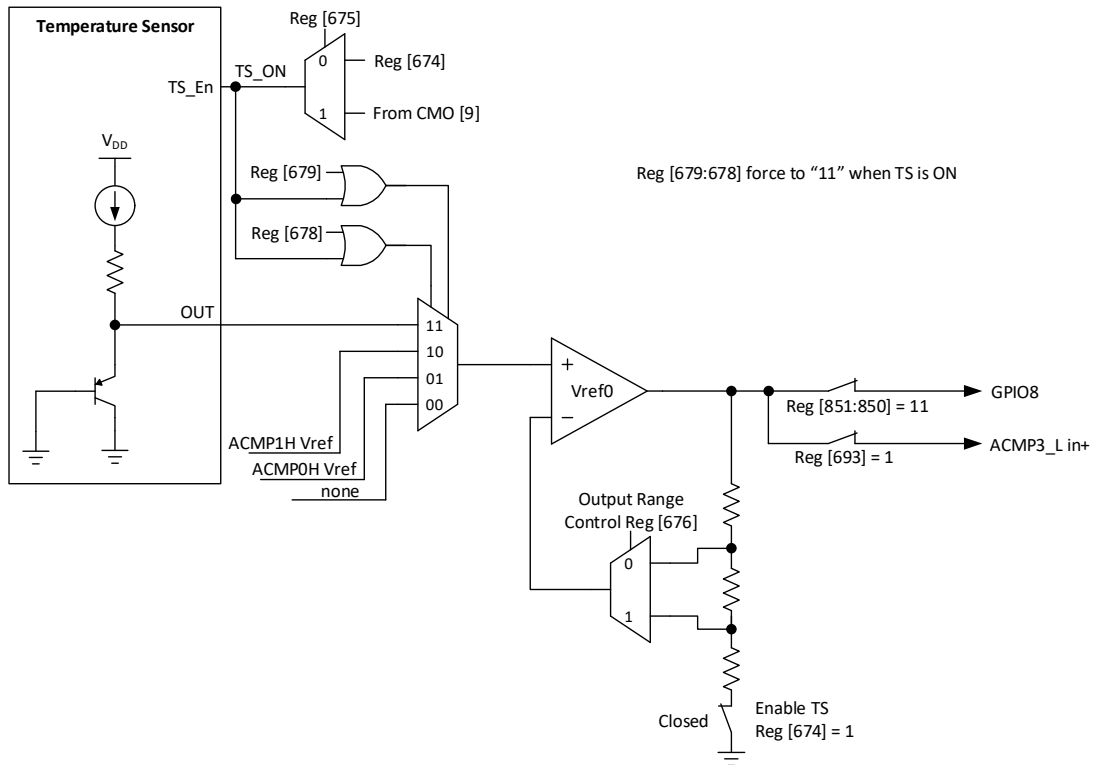 Temperature Sensor
Reg [675]
0
Reg [674]
TS_ON
TS_En
1
From CMO [9]
VDD
Reg [679]
Reg [679:678] force to “11” when TS is ON
Reg [678]
OUT
11
10
01
00
ACMP1H Vref
ACMP0H Vref
none
+
Vref0
−
GPIO8
Reg [851:850] = 11
ACMP3_L in+
Reg [693] = 1
Output Range
Control Reg [676]
0
1
Closed
Enable TS
Reg [674] = 1